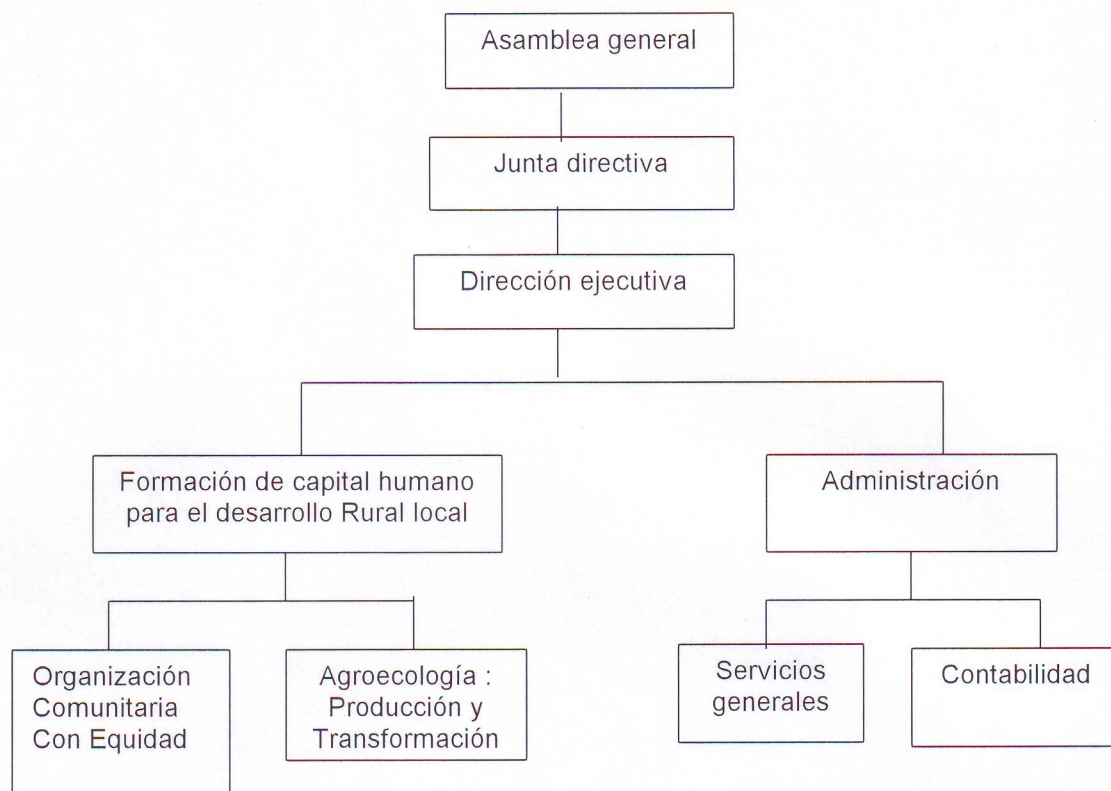 Asamblea general
Junta directiva
Dirección ejecutiva
Formación de capital humano
para el desarrollo Rural local
Administración
Organización
Comunitaria
Con Equidad
Agroecología :
Producción y
Transformación
Servicios
generales
Contabilidad